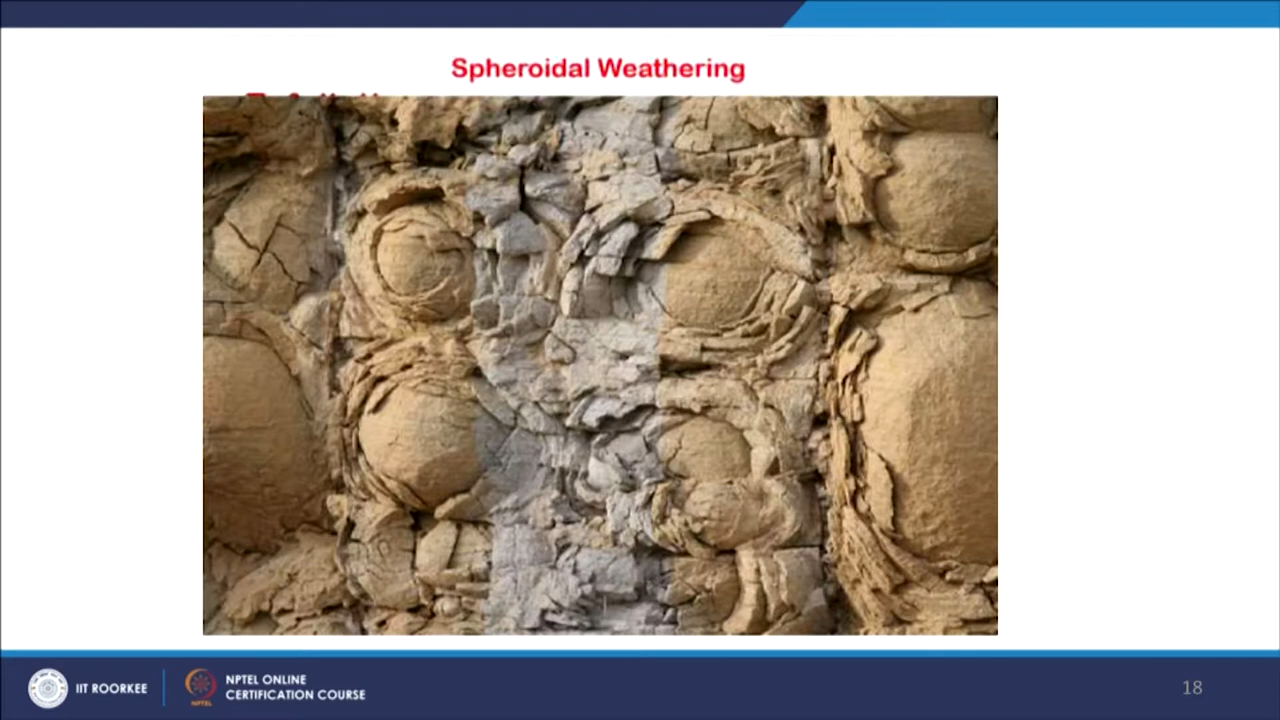 Spheroidal Weathering
IIT ROORKEE
NPTEL ONLINE
CERTIFICATION COURSE
18